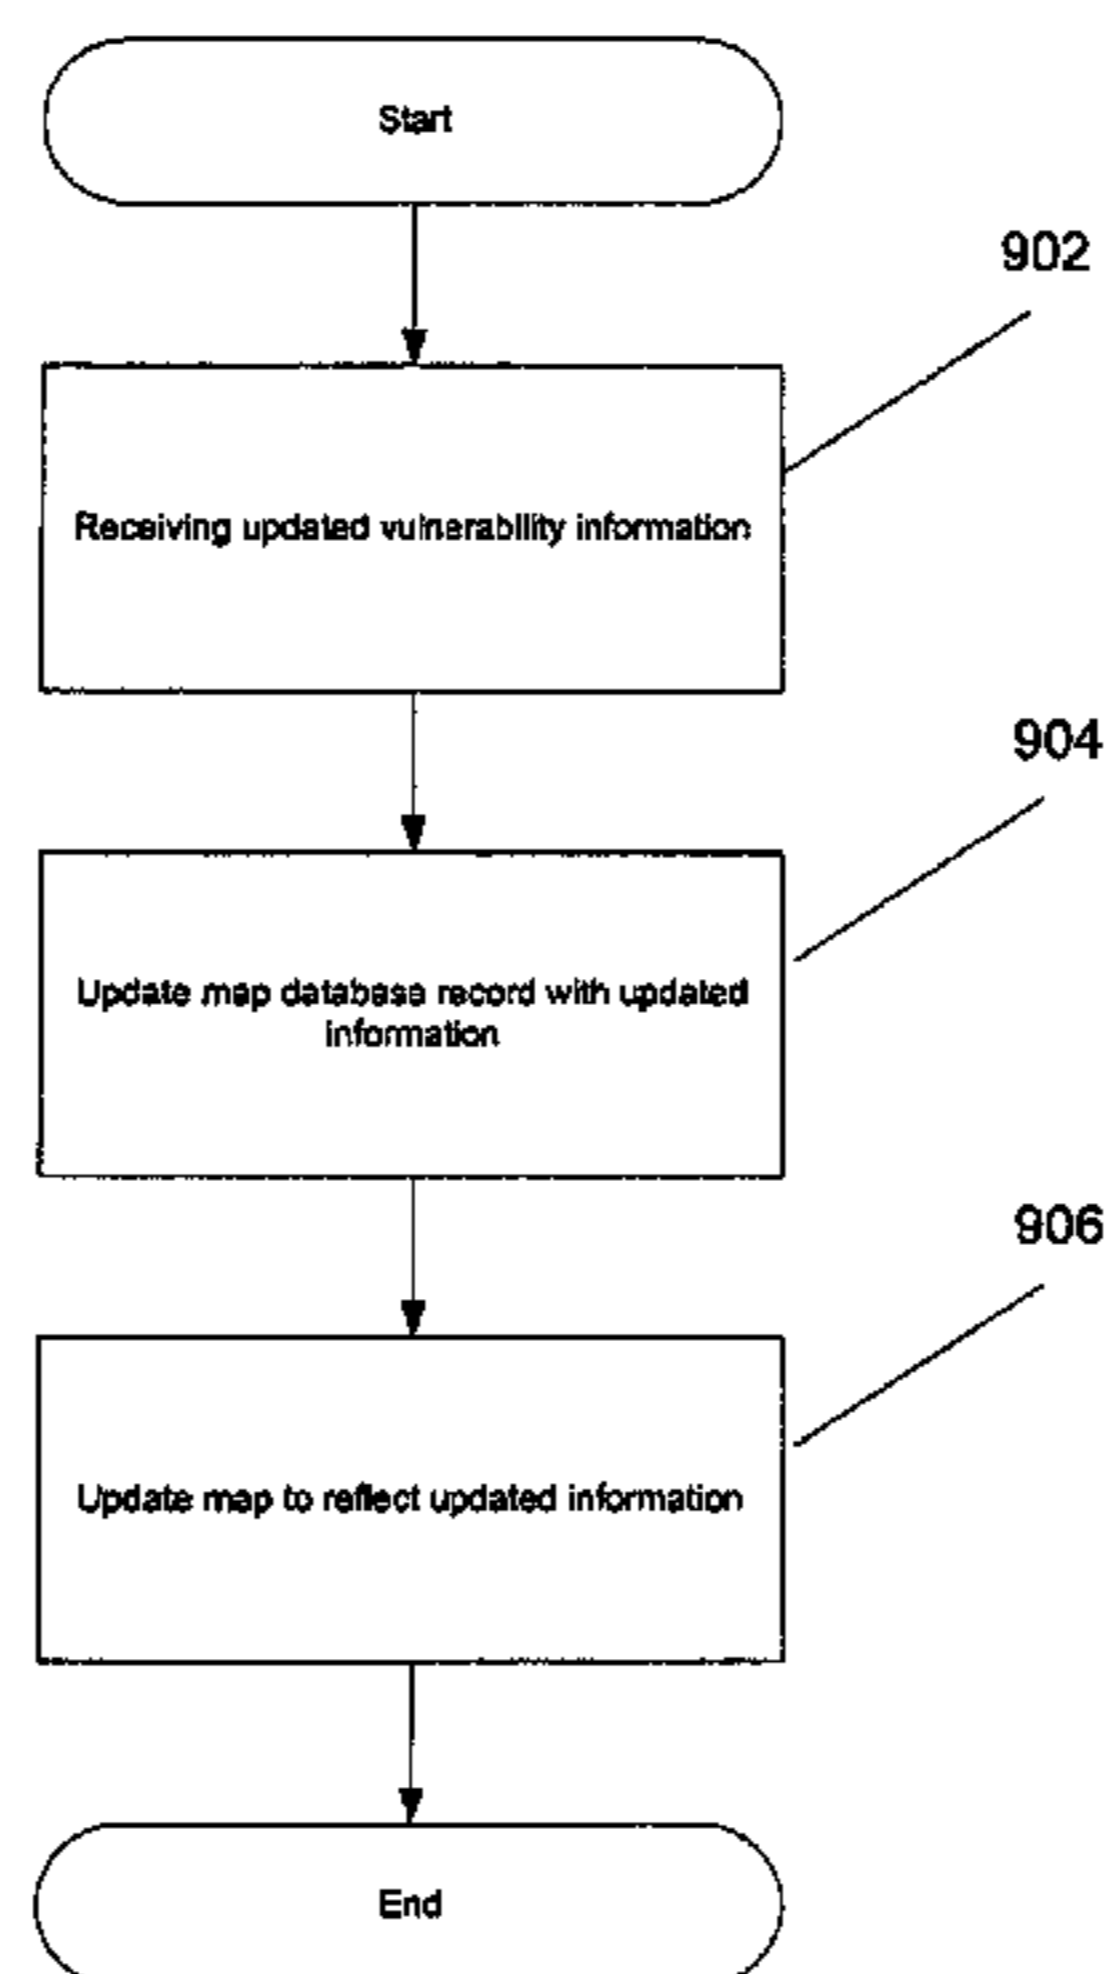 Start
902
Receiving updated vulnerability information
904
Update map database record with updated
information
906
Update map to reflect updated information
End